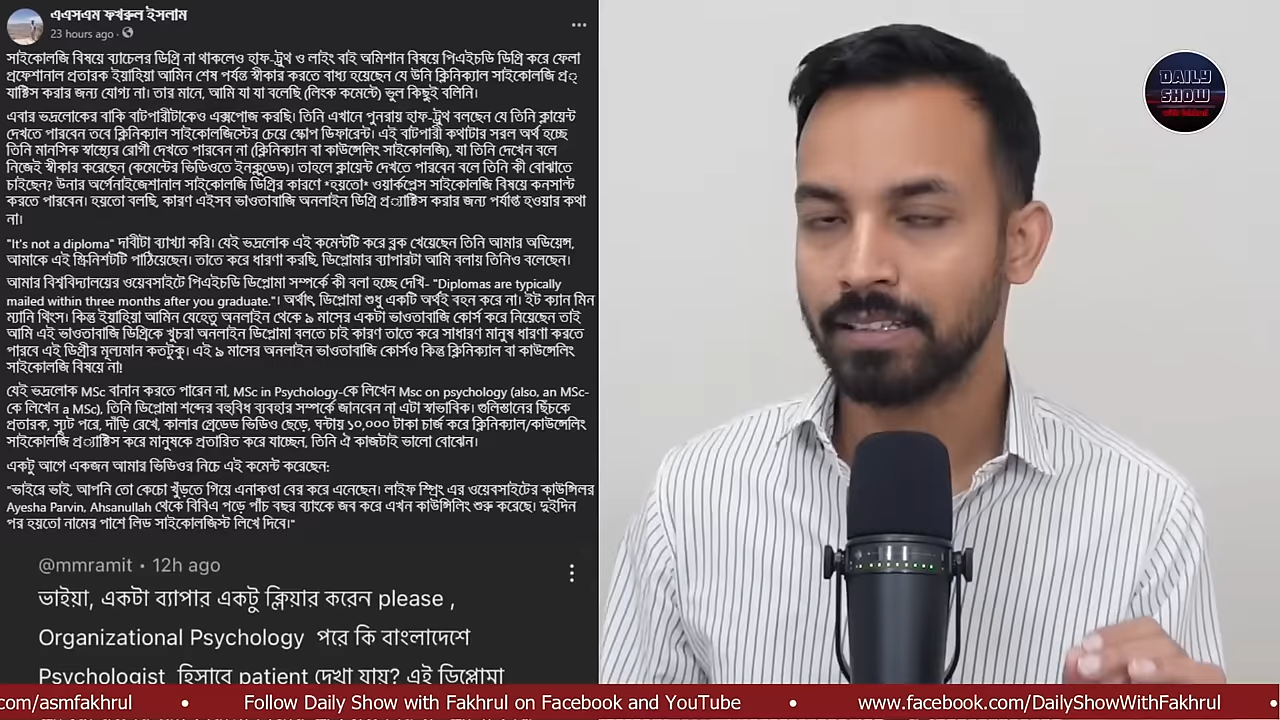 এএসএম ফখরুল ইসলাম
23 hours ago ·
সাইকোলজি বিষয়ে ব্যাচেলর ডিগ্রি না থাকলেও হাফ-ট্রুথ ও লাইং বাই অমিশান বিষয়ে পিএইচডি ডিগ্রি করে ফেলা
প্রফেশনাল প্রতারক ইয়াহিয়া আমিন শেষ পর্যন্ত স্বীকার করতে বাধ্য হয়েছেন যে উনি ক্লিনিক্যাল সাইকোলজি প্র্
যাক্টিস করার জন্য যোগ্য না। তার মানে, আমি যা যা বলেছি (লিংক কমেন্টে) ভুল কিছুই বলিনি।
এবার ভদ্রলোকের বাকি বাটপারীটাকেও এক্সপোজ করছি। তিনি এখানে পুনরায় হাফ-ট্রুথ বলছেন যে তিনি ক্লায়েন্ট
দেখতে পারবেন তবে ক্লিনিক্যাল সাইকোলজিস্টের চেয়ে স্কোপ ডিফারেন্ট। এই বাটপারী কথাটার সরল অর্থ হচ্ছে
তিনি মানসিক স্বাস্থ্যের রোগী দেখতে পারবেন না (ক্লিনিক্যান বা কাউন্সেলিং সাইকোলজি), যা তিনি দেখেন বলে
নিজেই স্বীকার করেছেন (কমেন্টের ভিডিওতে ইনক্লুডেড)। তাহলে ক্লায়েন্ট দেখতে পারবেন বলে তিনি কী বোঝাতে
চাইছেন? উনার অর্গেনাইজেশানাল সাইকোলজি ডিগ্রির কারণে *হয়তো* ওয়ার্কপ্লেস সাইকোলজি বিষয়ে কনসাল্ট
করতে পারবেন। হয়তো বলছি, কারণ এইসব ভাওতাবাজি অনলাইন ডিগ্রি প্র্যাক্টিস করার জন্য পর্যাপ্ত হওয়ার কথা
না।
"It's not a diploma" দাবীটা ব্যাখ্যা করি। যেই ভদ্রলোক এই কমেন্টটি করে ব্লক খেয়েছেন তিনি আমার অডিয়েন্স,
আমাকে এই স্ক্রিনশটটি পাঠিয়েছেন। তাতে করে ধারণা করছি, ডিপ্লোমার ব্যাপারটা আমি বলায় তিনিও বলেছেন।
আমার বিশ্ববিদ্যালয়ের ওয়েবসাইটে পিএইচডি ডিপ্লোমা সম্পর্কে কী বলা হচ্ছে দেখি- "Diplomas are typically
mailed within three months after you graduate."। অর্থাৎ, ডিপ্লোমা শুধু একটি অর্থই বহন করে না। ইট ক্যান মিন
ম্যানি থিংস। কিন্তু ইয়াহিয়া আমিন যেহেতু অনলাইন থেকে ৯ মাসের একটা ভাওতাবাজি কোর্স করে নিয়েছেন তাই
আমি এই ভাওতাবাজি ডিগ্রিকে খুচরা অনলাইন ডিপ্লোমা বলতে চাই কারণ তাতে করে সাধারণ মানুষ ধারণা করতে
পারবে এই ডিগ্রীর মূল্যমান কতটুকু। এই ৯ মাসের অনলাইন ভাওতাবাজি কোর্সও কিন্তু ক্লিনিক্যাল বা কাউন্সেলিং
সাইকোলজি বিষয়ে না!
যেই ভদ্রলোক MSc বানান করতে পারেন না, MSc in Psychology-কে লিখেন Msc on psychology (also, an MSc-
কে লিখেন a MSc), তিনি ডিপ্লোমা শব্দের বহুবিধ ব্যবহার সম্পর্কে জানবেন না এটা স্বাভাবিক। গুলিস্তানের ছিঁচকে
প্রতারক, স্যুট পরে, দাঁড়ি রেখে, কালার গ্রেডেড ভিডিও ছেড়ে, ঘন্টায় ১০,০০০ টাকা চার্জ করে ক্লিনিক্যাল/কাউন্সেলিং
সাইকোলজি প্র্যাক্টিস করে মানুষকে প্রতারিত করে যাচ্ছেন, তিনি ঐ কাজটাই ভালো বোঝেন।
একটু আগে একজন আমার ভিডিওর নিচে এই কমেন্ট করেছেন:
"ভাইরে ভাই, আপনি তো কেচো খুঁড়তে গিয়ে এনাকণ্ডা বের করে এনেছেন। লাইফ স্প্রিং এর ওয়েবসাইটের কাউন্সিলর
Ayesha Parvin, Ahsanullah থেকে বিবিএ পড়ে পাঁচ বছর ব্যাংকে জব করে এখন কাউন্সিলিং শুরু করেছে। দুইদিন
পর হয়তো নামের পাশে লিড সাইকোলজিস্ট লিখে দিবে।"
@mmramit · 12h ago
ভাইয়া, একটা ব্যাপার একটু ক্লিয়ার করেন please ,
Organizational Psychology পরে কি বাংলাদেশে
Psychologist হিসাবে patient দেখা যায়? এই ডিপ্লোমা
DAILY
SHOW
com/asmfakhrul • Follow Daily Show with Fakhrul on Facebook and YouTube • www.facebook.com/DailyShowWithFakhrul •